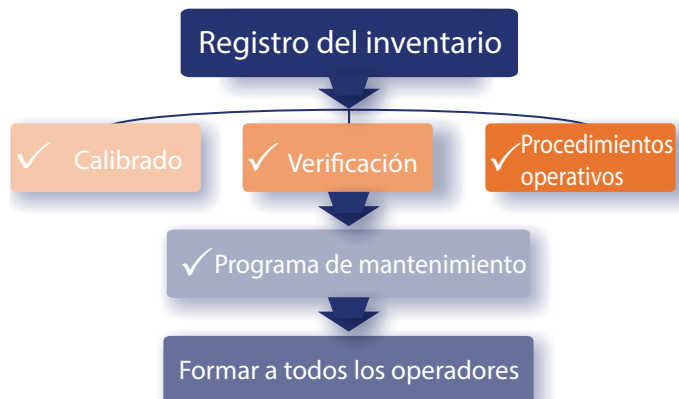 Registro del inventario
Calibrado
Verificación
Procedimientos
operativos
Programa de mantenimiento
Formar a todos los operadores